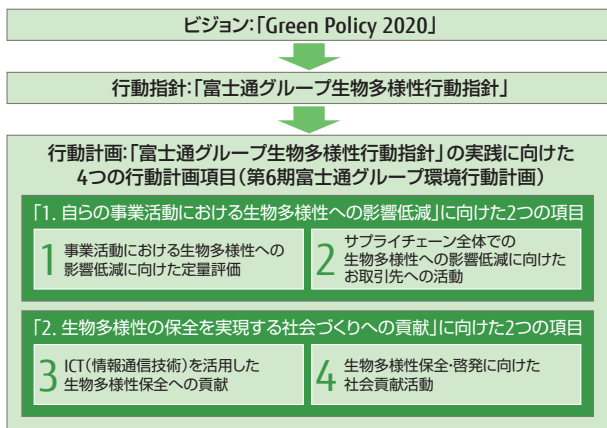 ビジョン:「Green Policy 2020」
行動指針:「富士通グループ生物多様性行動指針」
行動計画:「富士通グループ生物多様性行動指針」の実践に向けた
4つの行動計画項目(第6期富士通グループ環境行動計画)
「1. 自らの事業活動における生物多様性への影響低減」に向けた2つの項目
1 事業活動における生物多様性への
影響低減に向けた定量評価
2 サプライチェーン全体での
生物多様性への影響低減に向けた
お取引先への活動
「2. 生物多様性の保全を実現する社会づくりへの貢献」に向けた2つの項目
3 ICT(情報通信技術)を活用した
生物多様性保全への貢献
4 生物多様性保全・啓発に向けた
社会貢献活動